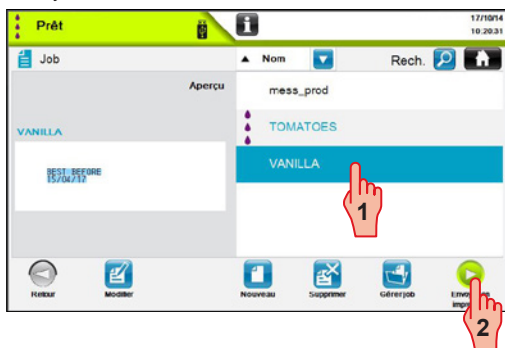 Prêt
17/10/14
10:20:31
Job
Nom
Rech.
Aperçu
mess_prod
TOMATOES
VANILLA
VANILLA
BEST BEFORE
15/04/17
1
Retour
Modifier
Nouveau
Supprimer
Gérer job
2